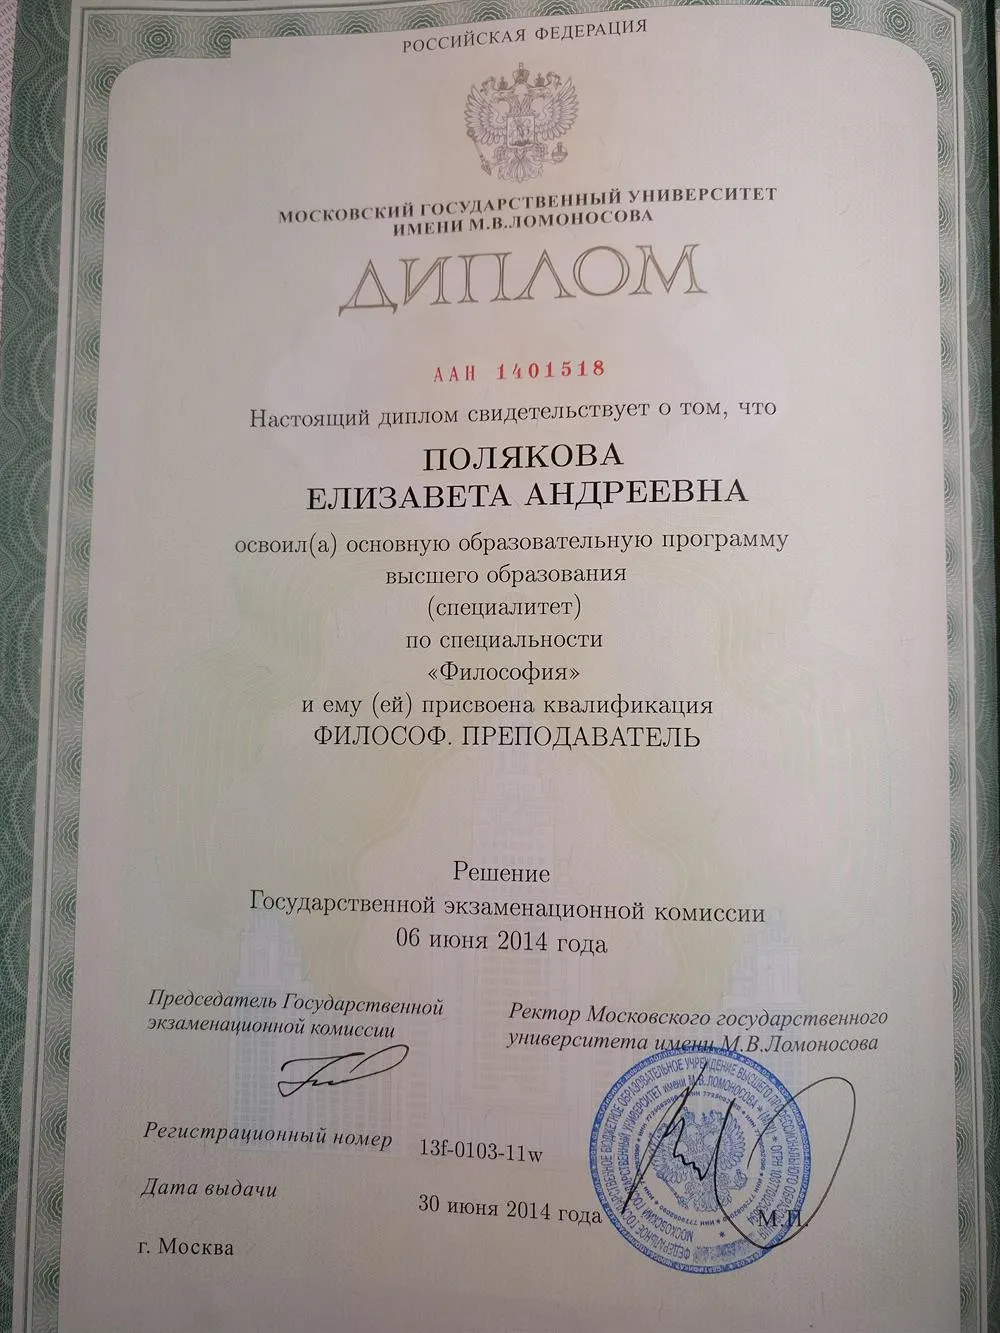 РОССИЙСКАЯ ФЕДЕРАЦИЯ
МОСКОВСКИЙ ГОСУДАРСТВЕННЫЙ УНИВЕРСИТЕТ
ИМЕНИ М.В.ЛОМОНОСОВА
ДИПЛОМ
ААН 1401518
Настоящий диплом свидетельствует о том, что
ПОЛЯКОВА
ЕЛИЗАВЕТА АНДРЕЕВНА
освоил(а) основную образовательную программу
высшего образования
(специалитет)
по специальности
«Философия»
и ему (ей) присвоена квалификация
ФИЛОСОФ. ПРЕПОДАВАТЕЛЬ
Решение
Государственной экзаменационной комиссии
06 июня 2014 года
Председатель Государственной
экзаменационной комиссии
Ректор Московского государственного
университета имени М.В.Ломоносова
Регистрационный номер 13f-0103-11w
Дата выдачи 30 июня 2014 года
М.П.
г. Москва